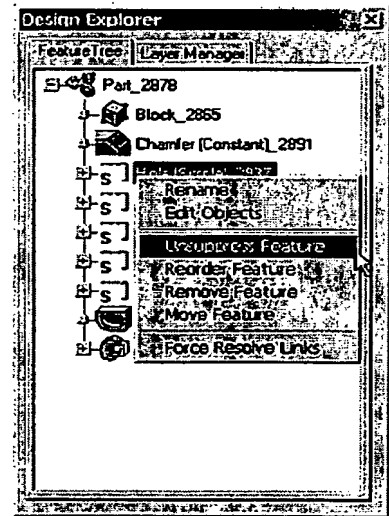 Design Explorer
FeatureTree Layer Manager
Part_2878
Block_2865
Chamfer (Constant)_2891
S
Rename
S
Edit Objects
S
Unsuppress Feature
S
Reorder Feature
S
Remove Feature
Move Feature
Force Resolve Links